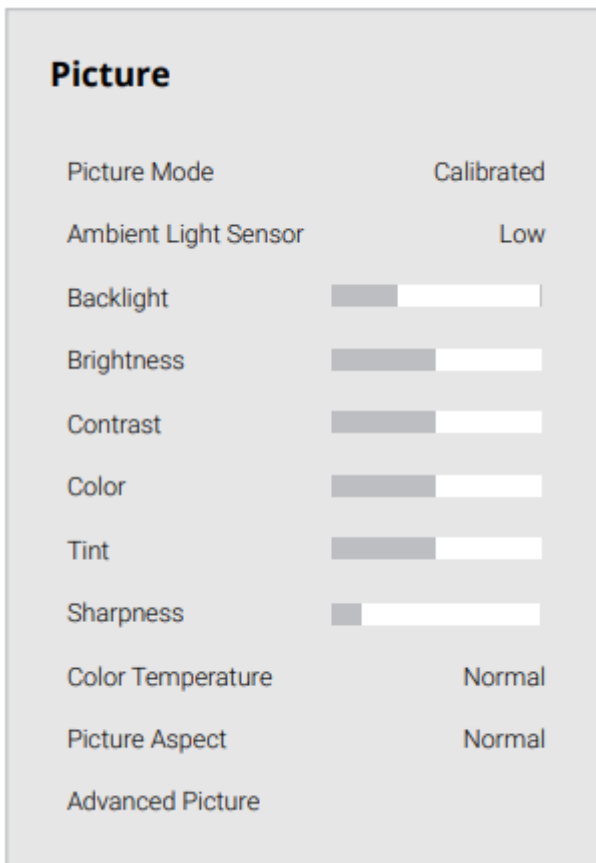 Picture
Picture Mode Calibrated
Ambient Light Sensor Low
Backlight
Brightness
Contrast
Color
Tint
Sharpness
Color Temperature Normal
Picture Aspect Normal
Advanced Picture